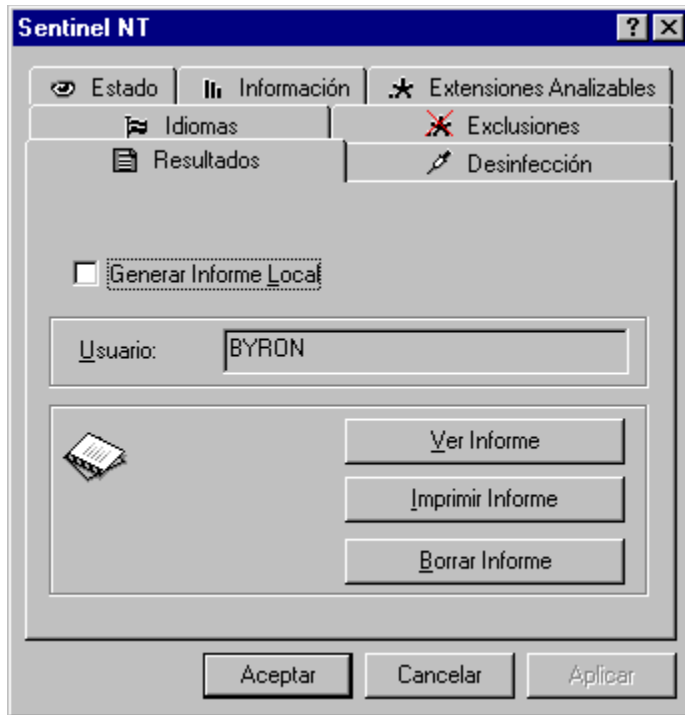 Sentinel NT
Estado Información Extensiones Analizables
Idiomas Exclusiones
Resultados Desinfección
Generar Informe Local
Usuario: BYRON
Ver Informe
Imprimir Informe
Borrar Informe
Aceptar Cancelar Aplicar